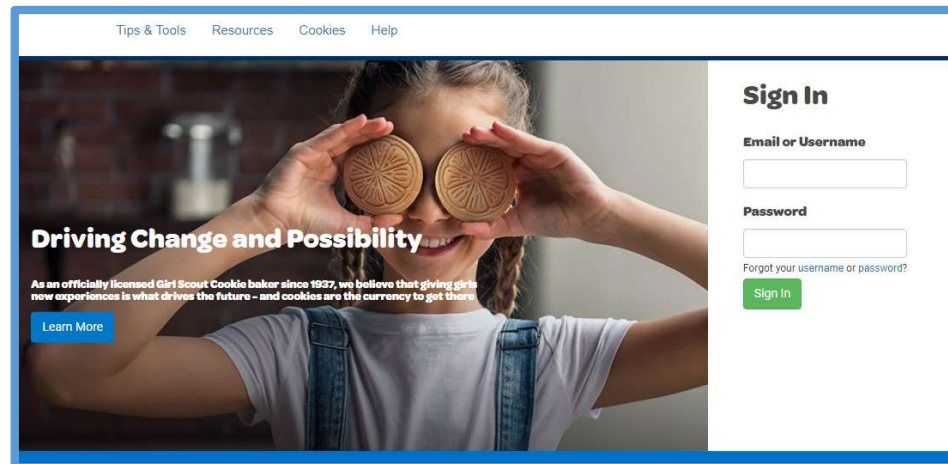 Tips & Tools Resources Cookies Help
Driving Change and Possibility
As an officially licensed Girl Scout Cookie baker since 1937, we believe that giving girls
new experiences is what drives the future – and cookies are the currency to get there
Learn More
Sign In
Email or Username
Password
Forgot your username or password?
Sign In